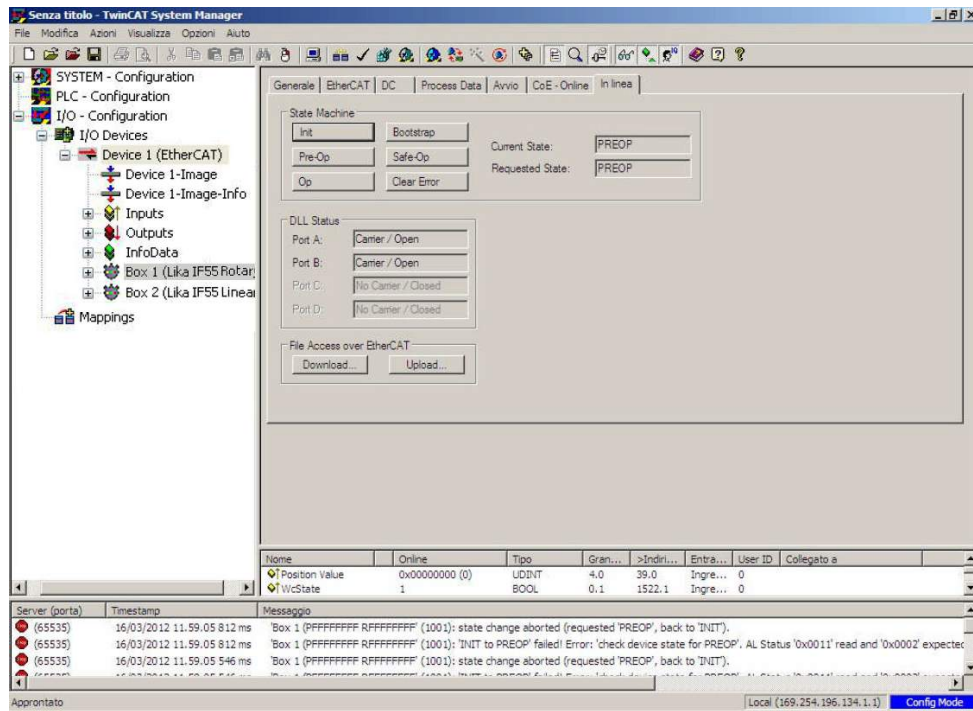 Senza titolo - TwinCAT System Manager
File Modifica Azioni Visualizza Opzioni Aiuto
SYSTEM - Configuration
PLC - Configuration
I/O - Configuration
I/O Devices
Device 1 (EtherCAT)
Device 1-Image
Device 1-Image-Info
Inputs
Outputs
InfoData
Box 1 (Lika IF55 Rotar
Box 2 (Lika IF55 Linea
Mappings
Generale EtherCAT DC Process Data Avvio CoE - Online In linea
State Machine
Init Bootstrap
Pre-Op Safe-Op
Op Clear Error
Current State: PREOP
Requested State: PREOP
DLL Status
Port A: Carrier / Open
Port B: Carrier / Open
Port C: No Carrier / Closed
Port D: No Carrier / Closed
File Access over EtherCAT
Download... Upload...
Nome Online Tipo Gran... >Indiri... Entra... User ID Collegato a
Position Value 0x00000000 (0) UDINT 4.0 39.0 Ingre... 0
WcState 1 BOOL 0.1 1522.1 Ingre... 0
Server (porta) Timestamp Messaggio
(65535) 16/03/2012 11.59.05 812 ms 'Box 1 (PFFFFFFFF RFFFFFFFF' (1001): state change aborted (requested 'PREOP', back to 'INIT').
(65535) 16/03/2012 11.59.05 812 ms 'Box 1 (PFFFFFFFF RFFFFFFFF' (1001): 'INIT to PREOP' failed! Error: 'check device state for PREOP'. AL Status '0x0011' read and '0x0002' expected
(65535) 16/03/2012 11.59.05 546 ms 'Box 1 (PFFFFFFFF RFFFFFFFF' (1001): state change aborted (requested 'PREOP', back to 'INIT').
Approntato Local (169.254.196.134.1.1) Config Mode